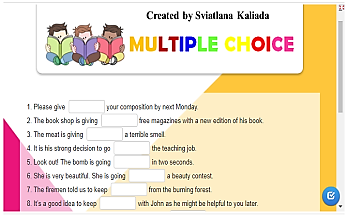 Created by Sviatlana Kaliada
MULTIPLE CHOICE
1. Please give your composition by next Monday.
2. The book shop is giving free magazines with a new edition of his book.
3. The meat is giving a terrible smell.
4. It is his strong decision to go the teaching job.
5. Look out! The bomb is going in two seconds.
6. She is very beautiful. She is going a beauty contest.
7. The firemen told us to keep from the burning forest.
8. It's a good idea to keep with John as he might be helpful to you later.